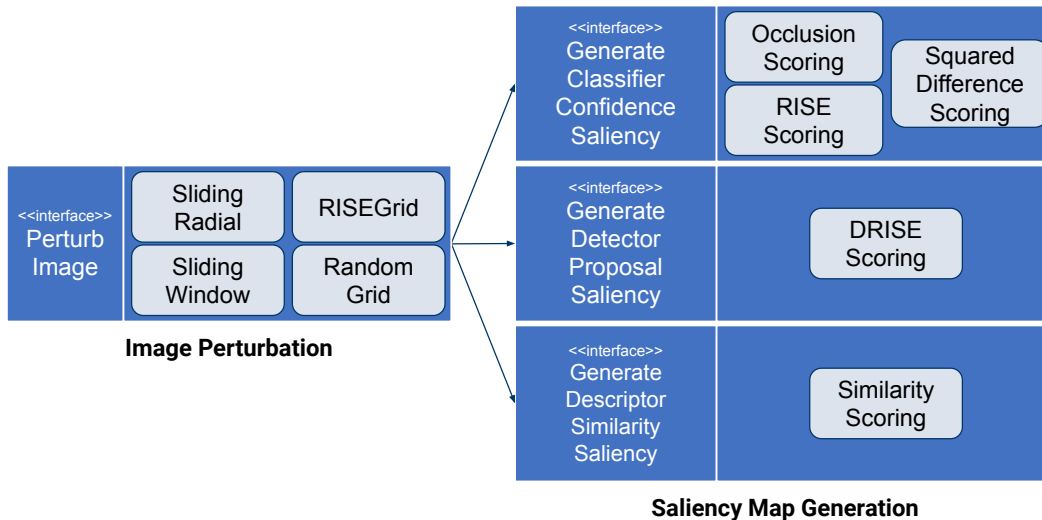 <<interface>>
Perturb
Image
Sliding
Radial
RISEGrid
Sliding
Window
Random
Grid
Image Perturbation
<<interface>>
Generate
Classifier
Confidence
Saliency
Occlusion
Scoring
RISE
Scoring
Squared
Difference
Scoring
<<interface>>
Generate
Detector
Proposal
Saliency
DRISE
Scoring
<<interface>>
Generate
Descriptor
Similarity
Saliency
Similarity
Scoring
Saliency Map Generation